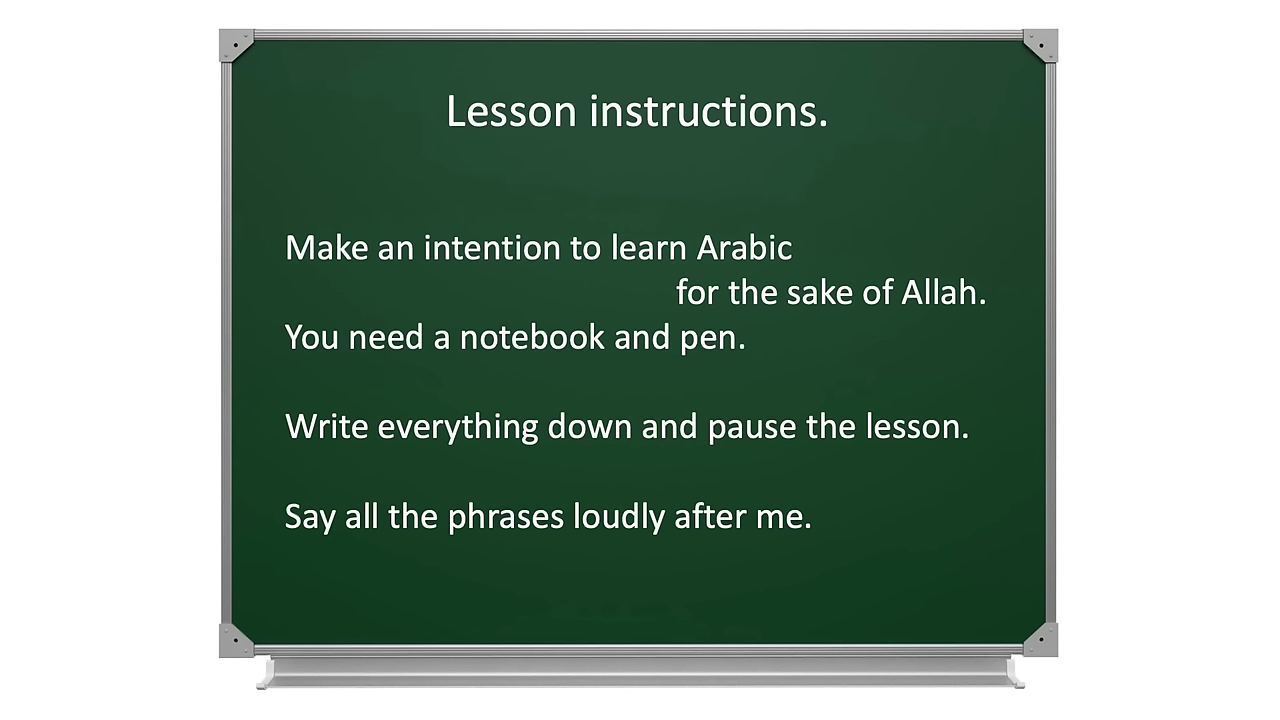 Lesson instructions.
Make an intention to learn Arabic
for the sake of Allah.
You need a notebook and pen.
Write everything down and pause the lesson.
Say all the phrases loudly after me.